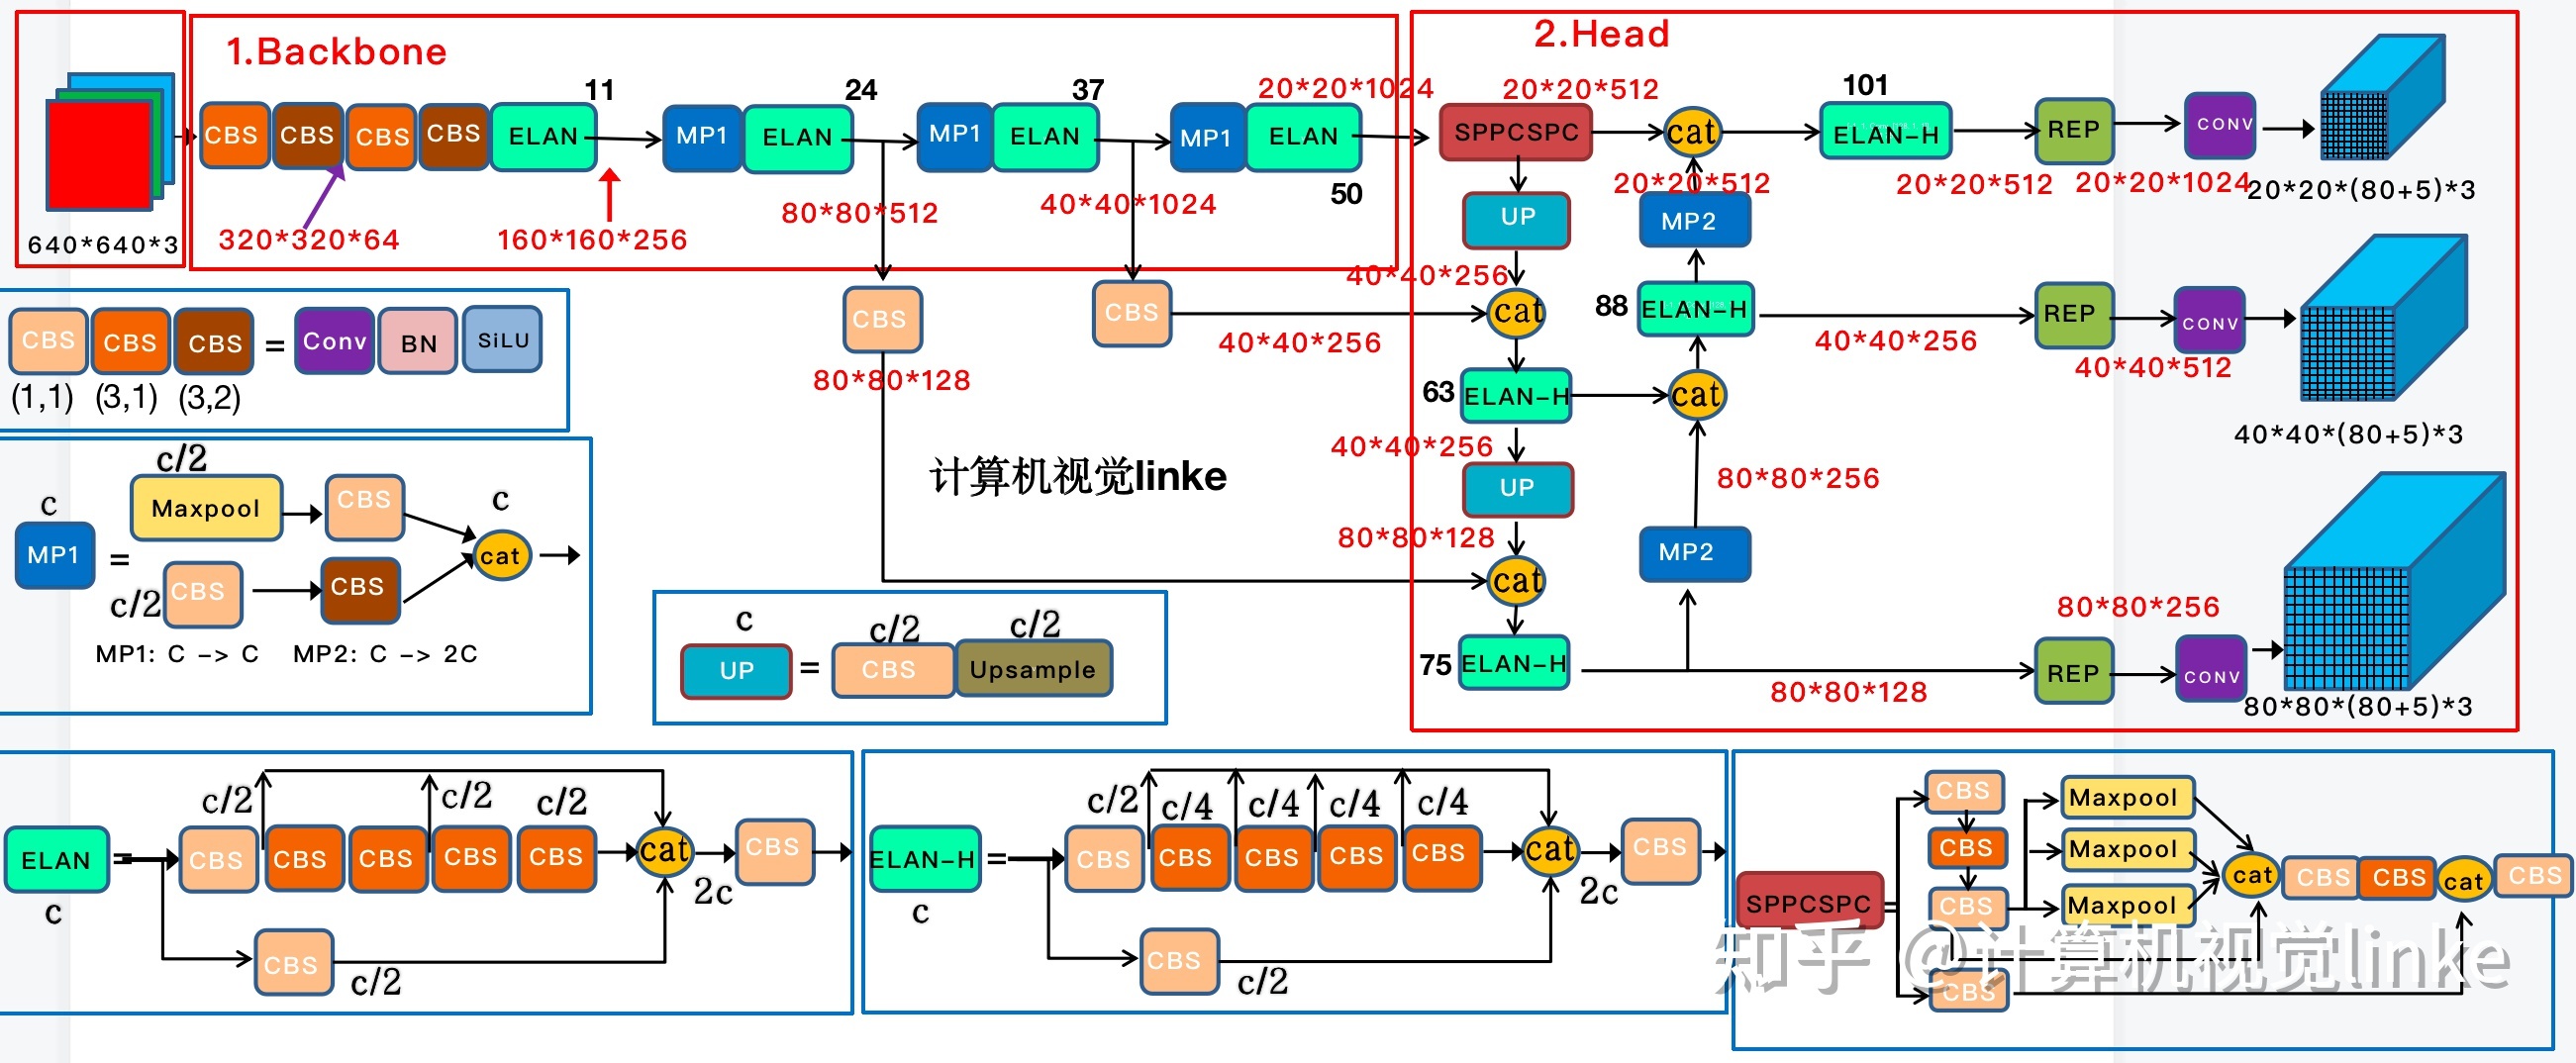 1.Backbone
2.Head
11
24
37
20*20*1024
20*20*512
101
CBS
CBS
CBS
CBS
ELAN
MP1
ELAN
MP1
ELAN
MP1
ELAN
SPPCSPC
cat
ELAN-H
REP
CONV
640*640*3
320*320*64
160*160*256
80*80*512
40*40*1024
50
UP
20*20*512
MP2
20*20*512
20*20*1024
20*20*(80+5)*3
40*40*256
CBS
CBS
40*40*256
cat
88
ELAN-H
40*40*256
REP
CONV
40*40*512
40*40*(80+5)*3
80*80*128
63
ELAN-H
cat
40*40*256
UP
80*80*256
80*80*128
cat
MP2
75
ELAN-H
80*80*128
80*80*256
REP
CONV
80*80*(80+5)*3
计算机视觉linke
CBS
CBS
CBS
=
Conv
BN
SiLU
(1,1)
(3,1)
(3,2)
c
MP1
=
c/2
Maxpool
CBS
c/2
CBS
CBS
c
cat
MP1: C -> C
MP2: C -> 2C
c
UP
=
c/2
CBS
c/2
Upsample
ELAN
=
c
c/2
c/2
c/2
CBS
CBS
CBS
CBS
CBS
cat
2c
CBS
CBS
c/2
ELAN-H
=
c
c/2
c/4
c/4
c/4
c/4
CBS
CBS
CBS
CBS
CBS
cat
2c
CBS
CBS
c/2
SPPCSPC
=
CBS
CBS
CBS
CBS
Maxpool
Maxpool
Maxpool
cat
CBS
CBS
cat
CBS
知乎 @计算机视觉linke